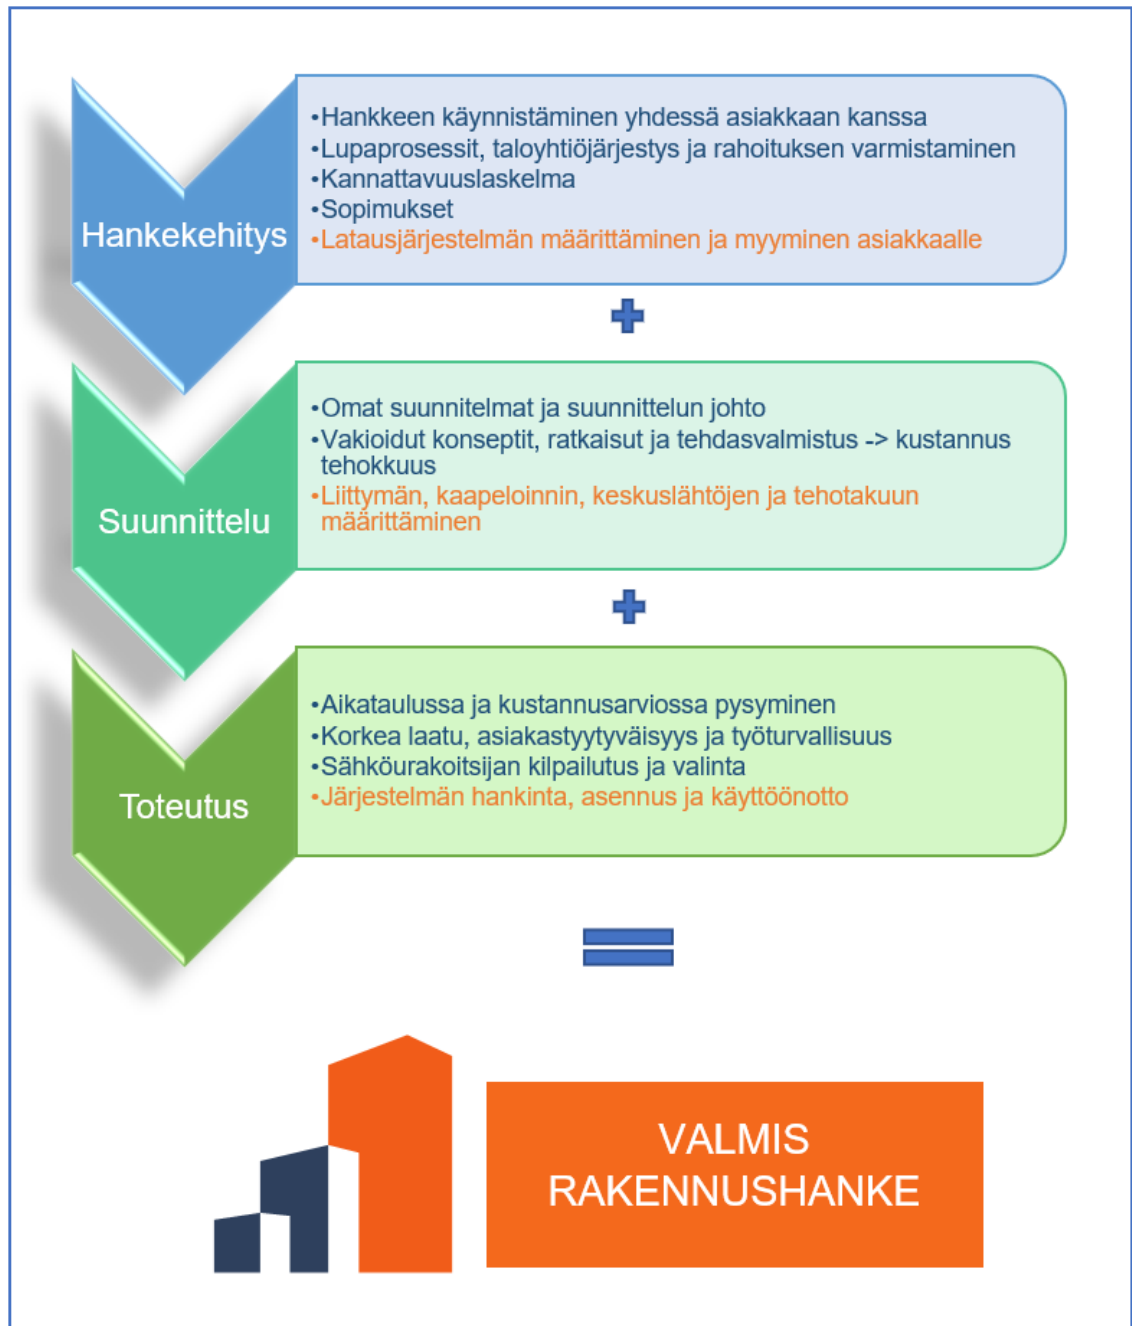 Hankekehitys
•Hankkeen käynnistäminen yhdessä asiakkaan kanssa
•Lupaprosessit, taloyhtiöjärjestys ja rahoituksen varmistaminen
•Kannattavuuslaskelma
•Sopimukset
•Latausjärjestelmän määrittäminen ja myyminen asiakkaalle
Suunnittelu
•Omat suunnitelmat ja suunnittelun johto
•Vakioidut konseptit, ratkaisut ja tehdasvalmistus -> kustannus
tehokkuus
•Liittymän, kaapeloinnin, keskuslähtöjen ja tehotakuun
määrittäminen
Toteutus
•Aikataulussa ja kustannusarviossa pysyminen
•Korkea laatu, asiakastyytyväisyys ja työturvallisuus
•Sähköurakoitsijan kilpailutus ja valinta
•Järjestelmän hankinta, asennus ja käyttöönotto
VALMIS
RAKENNUSHANKE